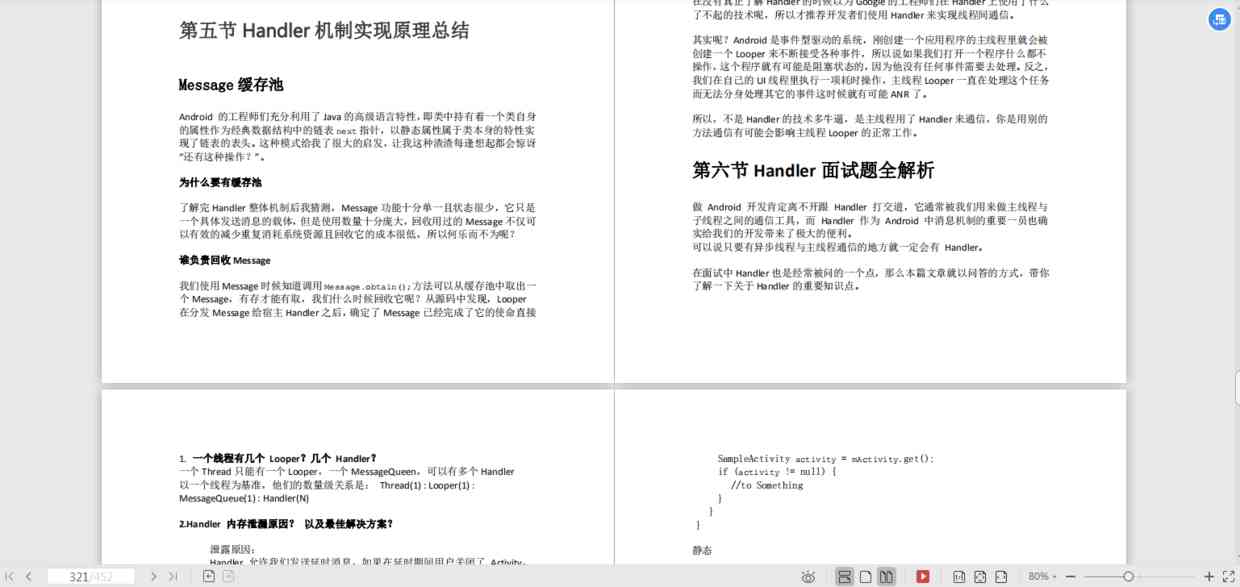 第五节 Handler 机制实现原理总结
Message 缓存池
Android 的工程师们充分利用了 Java 的高级语言特性，即类中持有着一个类自身
的属性作为经典数据结构中的链表 next 指针，以静态属性属于类本身的特性实
现了链表的表头。这种模式给我了很大的启发，让我这种渣渣每逢想起都会惊讶
"还有这种操作？"。
为什么要有缓存池
了解完 Handler 整体机制后我猜测，Message 功能十分单一且状态很少，它只是
一个具体发送消息的载体，但是使用数量十分庞大，回收用过的 Message 不仅可
以有效的减少重复消耗系统资源且回收它的成本很低，所以何乐而不为呢？
谁负责回收 Message
我们使用 Message 时候知道调用 Message.obtain();方法可以从缓存池中取出一
个 Message，有存才能有取，我们什么时候回收它呢？从源码中发现，Looper
在分发 Message 给宿主 Handler 之后，确定了 Message 已经完成了它的使命直接
在没有真正了解 Handler 的时候以为 Google 的工程师们在 Handler 上使用了什么
了不起的技术呢，所以才推荐开发者们使用 Handler 来实现线程间通信。
其实呢？Android 是事件型驱动的系统，刚创建一个应用程序的主线程里就会被
创建一个 Looper 来不断接受各种事件，所以说如果我们打开一个程序什么都不
操作，这个程序就有可能是阻塞状态的，因为他没有任何事件需要去处理。反之，
我们在自己的 UI 线程里执行一项耗时操作，主线程 Looper 一直在处理这个任务
而无法分身处理其它的事件这时候就有可能 ANR 了。
所以，不是 Handler 的技术多牛逼，是主线程用了 Handler 来通信，你是用别的
方法通信有可能会影响主线程 Looper 的正常工作。
第六节 Handler 面试题全解析
做 Android 开发肯定离不开跟 Handler 打交道，它通常被我们用来做主线程与
子线程之间的通信工具，而 Handler 作为 Android 中消息机制的重要一员也确
实给我们的开发带来了极大的便利。
可以说只要有异步线程与主线程通信的地方就一定会有 Handler。
在面试中 Handler 也是经常被问的一个点，那么本篇文章就以问答的方式，带你
了解一下关于 Handler 的重要知识点。
1. 一个线程有几个 Looper？几个 Handler？
一个 Thread 只能有一个 Looper，一个 MessageQueen，可以有多个 Handler
以一个线程为基准，他们的数量级关系是： Thread(1) : Looper(1) :
MessageQueue(1) : Handler(N)
2.Handler 内存泄漏原因？ 以及最佳解决方案？
泄露原因：
Handler 允许我们发送延时消息，如果在延时期间用户关闭了 Activity，
SampleActivity activity = mActivity.get();
if (activity != null) {
//to Something
}
}
}
静态
321/452
80%